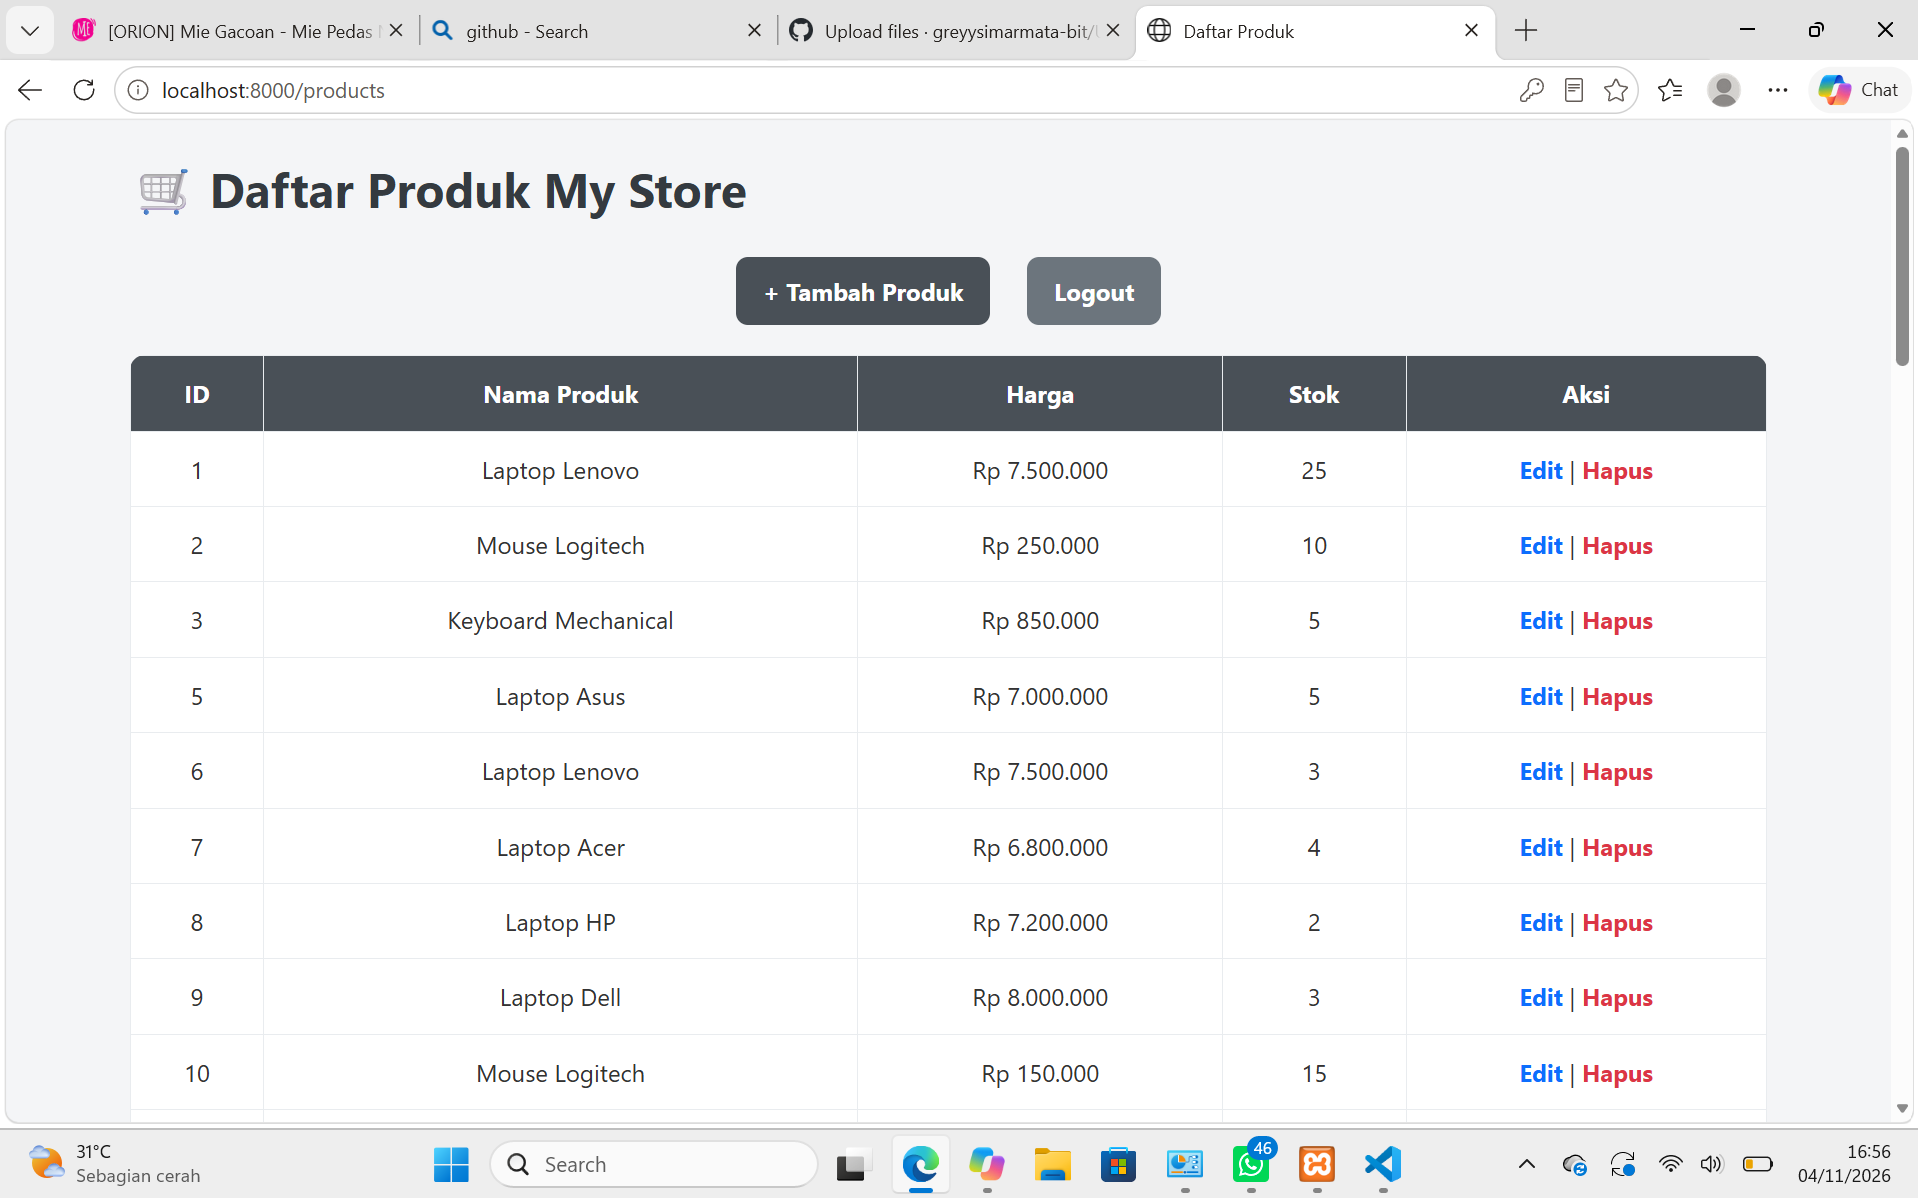 [ORION] Mie Gacoan - Mie Pedas
github - Search
Upload files · greyysimarmata-bit/
Daftar Produk
localhost:8000/products
Chat
Daftar Produk My Store
+ Tambah Produk
Logout
ID Nama Produk Harga Stok Aksi
1 Laptop Lenovo Rp 7.500.000 25 Edit | Hapus
2 Mouse Logitech Rp 250.000 10 Edit | Hapus
3 Keyboard Mechanical Rp 850.000 5 Edit | Hapus
5 Laptop Asus Rp 7.000.000 5 Edit | Hapus
6 Laptop Lenovo Rp 7.500.000 3 Edit | Hapus
7 Laptop Acer Rp 6.800.000 4 Edit | Hapus
8 Laptop HP Rp 7.200.000 2 Edit | Hapus
9 Laptop Dell Rp 8.000.000 3 Edit | Hapus
10 Mouse Logitech Rp 150.000 15 Edit | Hapus
31°C
Sebagian cerah
Search
46
16:56
04/11/2026